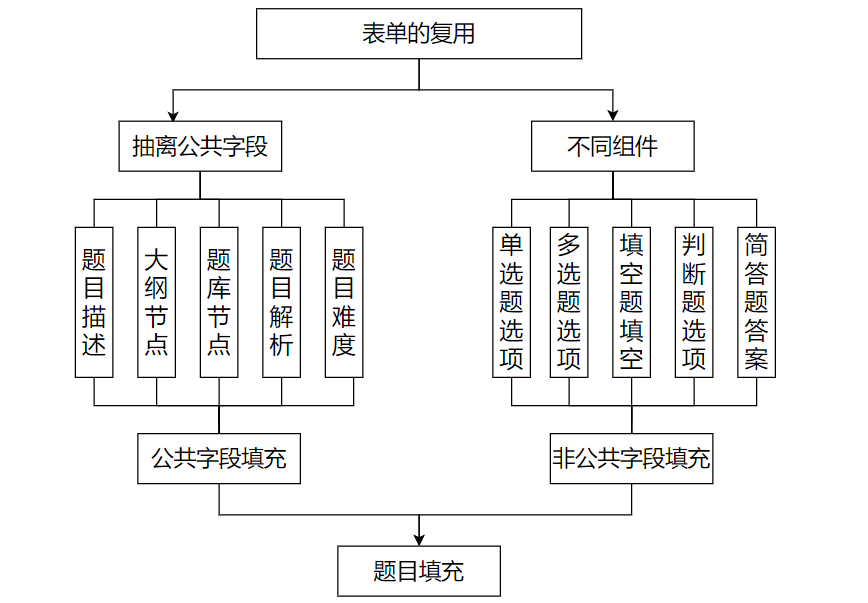 表单的复用
抽离公共字段
不同组件
题目描述
大纲节点
题库节点
题目解析
题目难度
单选题选项
多选题选项
填空题填空
判断题选项
简答题答案
公共字段填充
非公共字段填充
题目填充